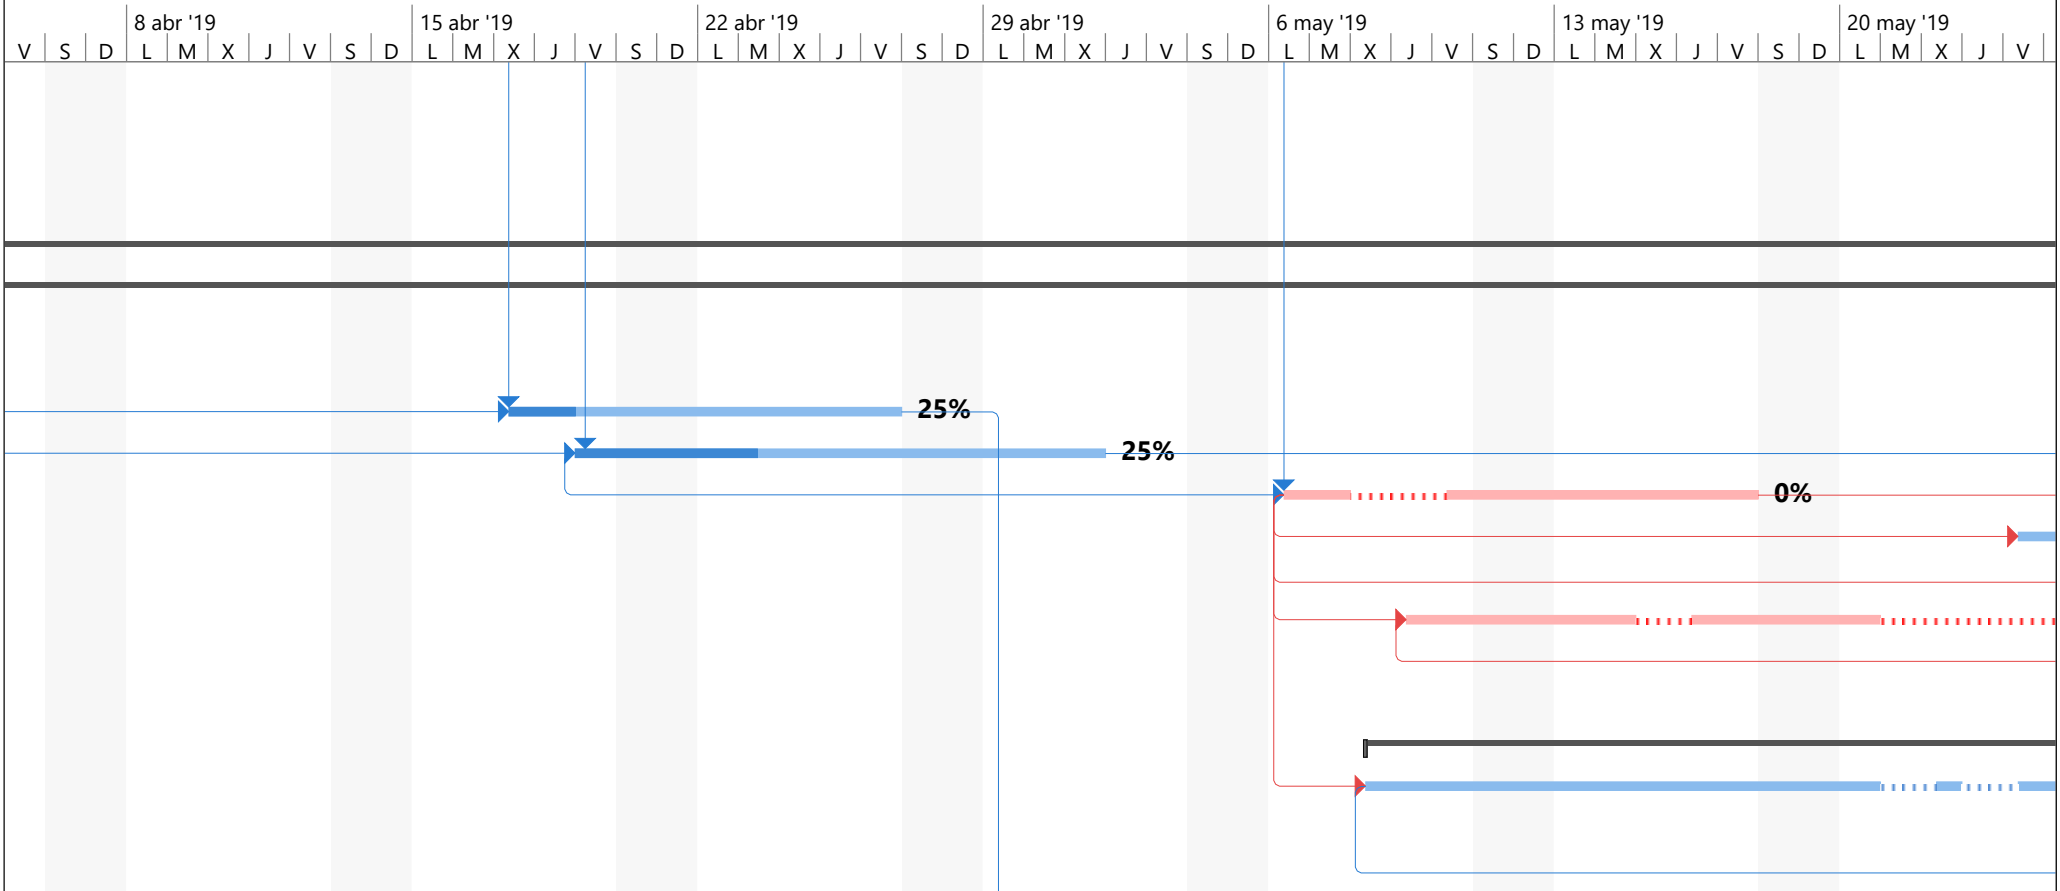 8 abr '19 15 abr '19 22 abr '19 29 abr '19 6 may '19 13 may '19 20 may '19
V S D L M X J V S D L M X J V S D L M X J V S D L M X J V S D L M X J V S D L M X J V S D L M X J V
25%
25%
0%